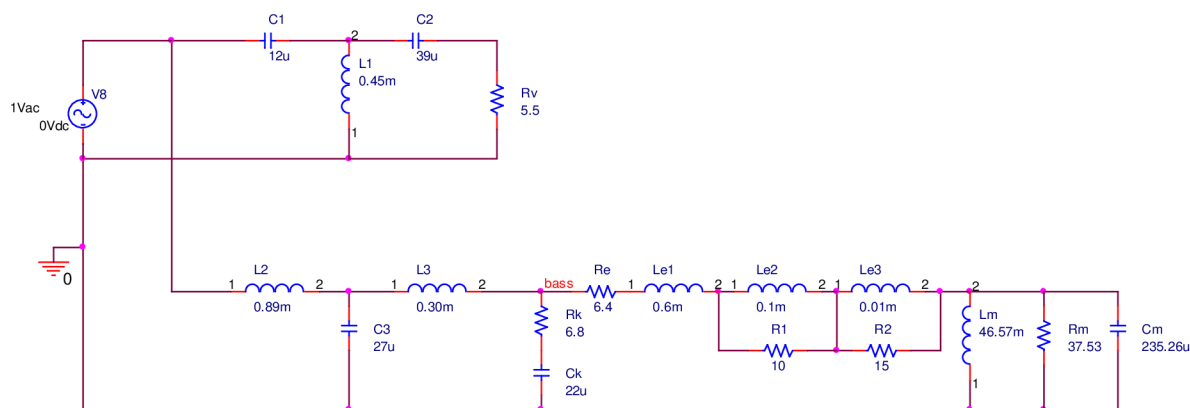 C1
12u
2
C2
39u
L1
0.45m
1
Rv
5.5
V8
1Vac
0Vdc
0
L2
1
2
0.89m
C3
27u
L3
1
2
0.30m
bass
Rk
6.8
Ck
22u
Re
6.4
Le1
1
2
0.6m
Le2
1
2
0.1m
R1
10
Le3
1
2
0.01m
R2
15
2
Lm
46.57m
1
Rm
37.53
Cm
235.26u